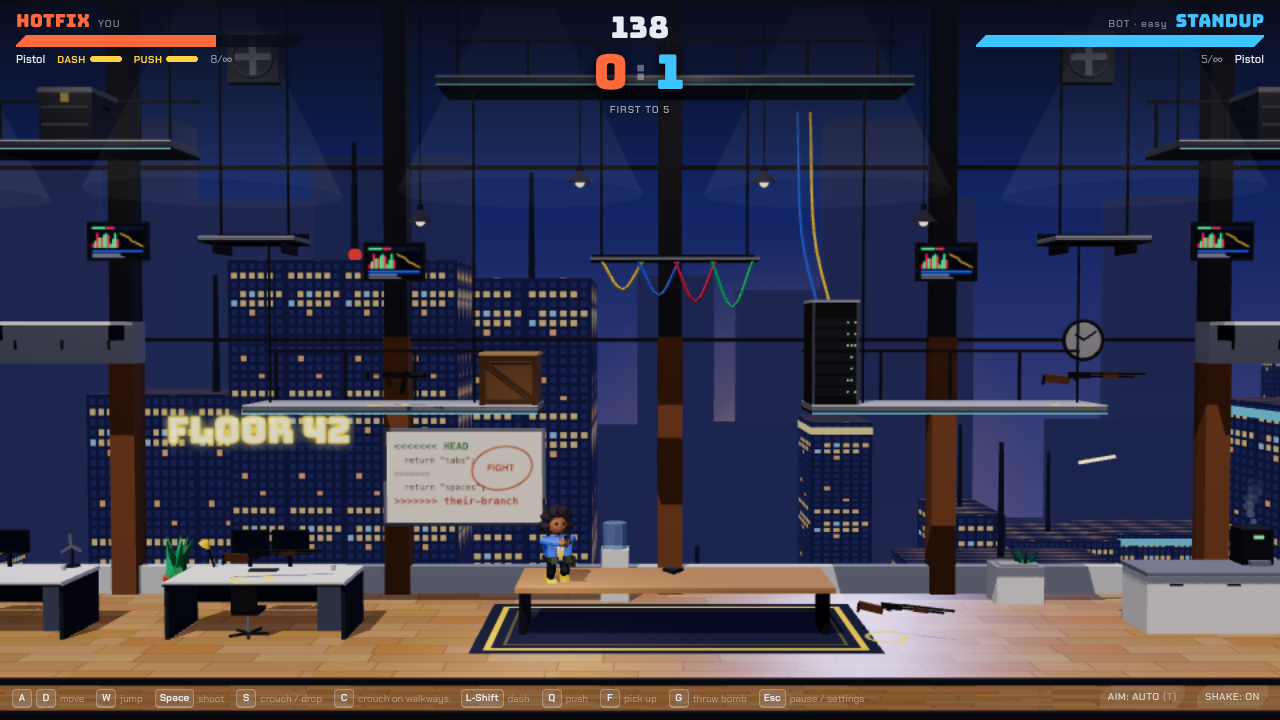 HOTFIX YOU
138
BOT · easy STANDUP
Pistol DASH PUSH 8/∞
0 : 1
5/∞ Pistol
FIRST TO 5
FLOOR 42
<<<<<<< HEAD
return "tabs";
=======
return "spaces";
>>>>>>> their-branch
FIGHT
A D move W jump Space shoot S crouch / drop C crouch on walkways L-Shift dash Q push F pick up G throw bomb Esc pause / settings
AIM: AUTO (T) SHAKE: ON